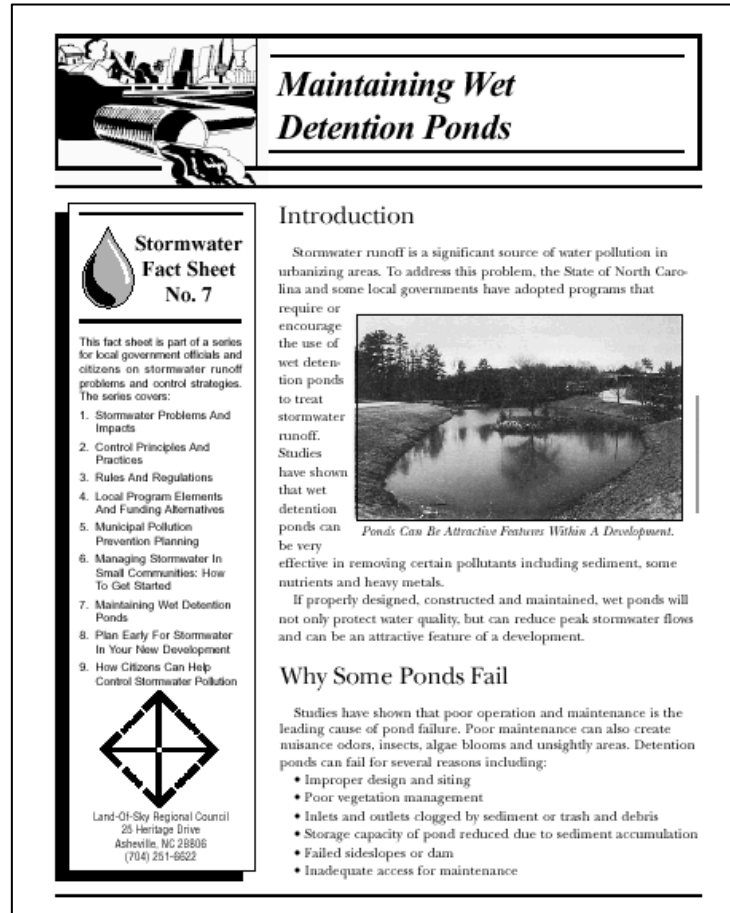 Maintaining Wet
Detention Ponds
Stormwater
Fact Sheet
No. 7
This fact sheet is part of a series
for local government officials and
citizens on stormwater runoff
problems and control strategies.
The series covers:
1. Stormwater Problems And
Impacts
2. Control Principles And
Practices
3. Rules And Regulations
4. Local Program Elements
And Funding Alternatives
5. Municipal Pollution
Prevention Planning
6. Managing Stormwater In
Small Communities: How
To Get Started
7. Maintaining Wet Detention
Ponds
8. Plan Early For Stormwater
In Your New Development
9. How Citizens Can Help
Control Stormwater Pollution
Land-Of-Sky Regional Council
25 Heritage Drive
Asheville, NC 28806
(704) 251-6622
Introduction
Stormwater runoff is a significant source of water pollution in
urbanizing areas. To address this problem, the State of North Caro-
lina and some local governments have adopted programs that
require or
encourage
the use of
wet deten-
tion ponds
to treat
stormwater
runoff.
Studies
have shown
that wet
detention
ponds can
be very
Ponds Can Be Attractive Features Within A Development.
effective in removing certain pollutants including sediment, some
nutrients and heavy metals.
If properly designed, constructed and maintained, wet ponds will
not only protect water quality, but can reduce peak stormwater flows
and can be an attractive feature of a development.
Why Some Ponds Fail
Studies have shown that poor operation and maintenance is the
leading cause of pond failure. Poor maintenance can also create
nuisance odors, insects, algae blooms and unsightly areas. Detention
ponds can fail for several reasons including:
• Improper design and siting
• Poor vegetation management
• Inlets and outlets clogged by sediment or trash and debris
• Storage capacity of pond reduced due to sediment accumulation
• Failed sideslopes or dam
• Inadequate access for maintenance